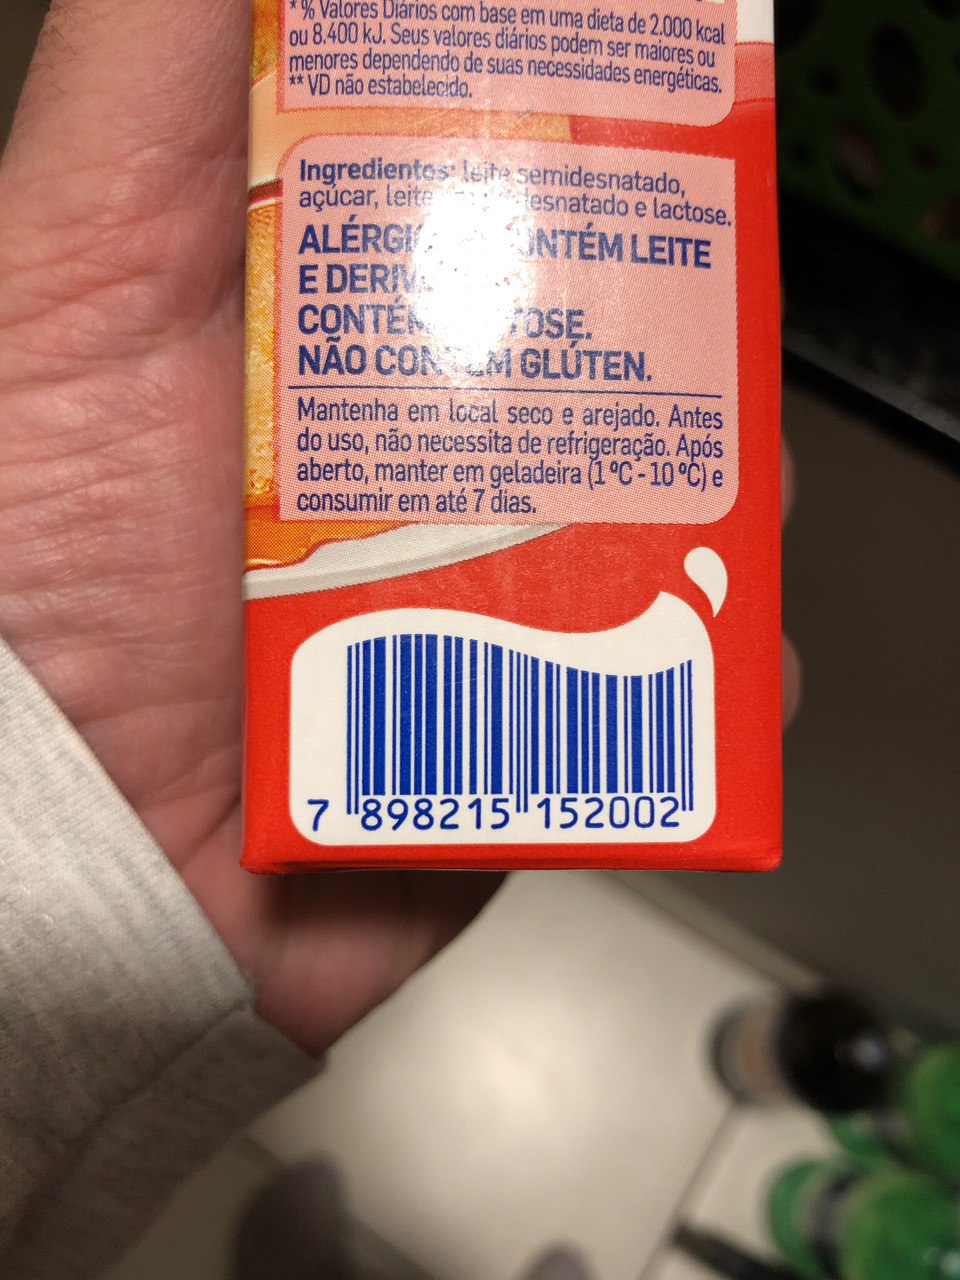 * % Valores Diários com base em uma dieta de 2.000 kcal
ou 8.400 kJ. Seus valores diários podem ser maiores ou
menores dependendo de suas necessidades energéticas.
** VD não estabelecido.
Ingredientes: leite semidesnatado,
açúcar, leite desnatado e lactose.
CONTÉM LEITE
E
CONTÉM
NÃO CONTÉM GLÚTEN.
Mantenha em local seco e arejado. Antes
do uso, não necessita de refrigeração. Após
aberto, manter em geladeira (1 ºC - 10 ºC) e
consumir em até 7 dias.
7 898215 152002